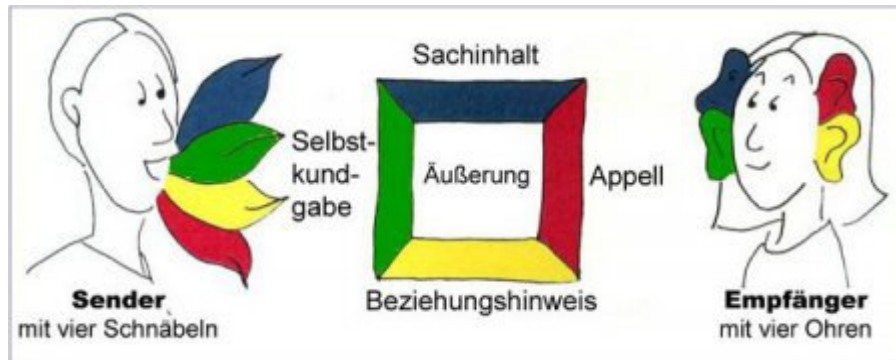 Sachinhalt
Selbst-
kund-
gabe
Äußerung
Appell
Beziehungshinweis
Sender
mit vier Schnäbeln
Empfänger
mit vier Ohren